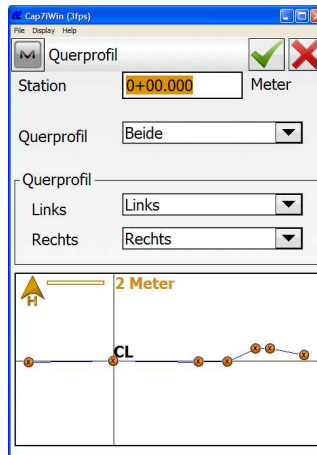 Cap7iWin (3fps)
File Display Help
M Querprofil
Station 0+00.000 Meter
Querprofil Beide
Querprofil
Links Links
Rechts Rechts
2 Meter
H
CL
x x x x x x x